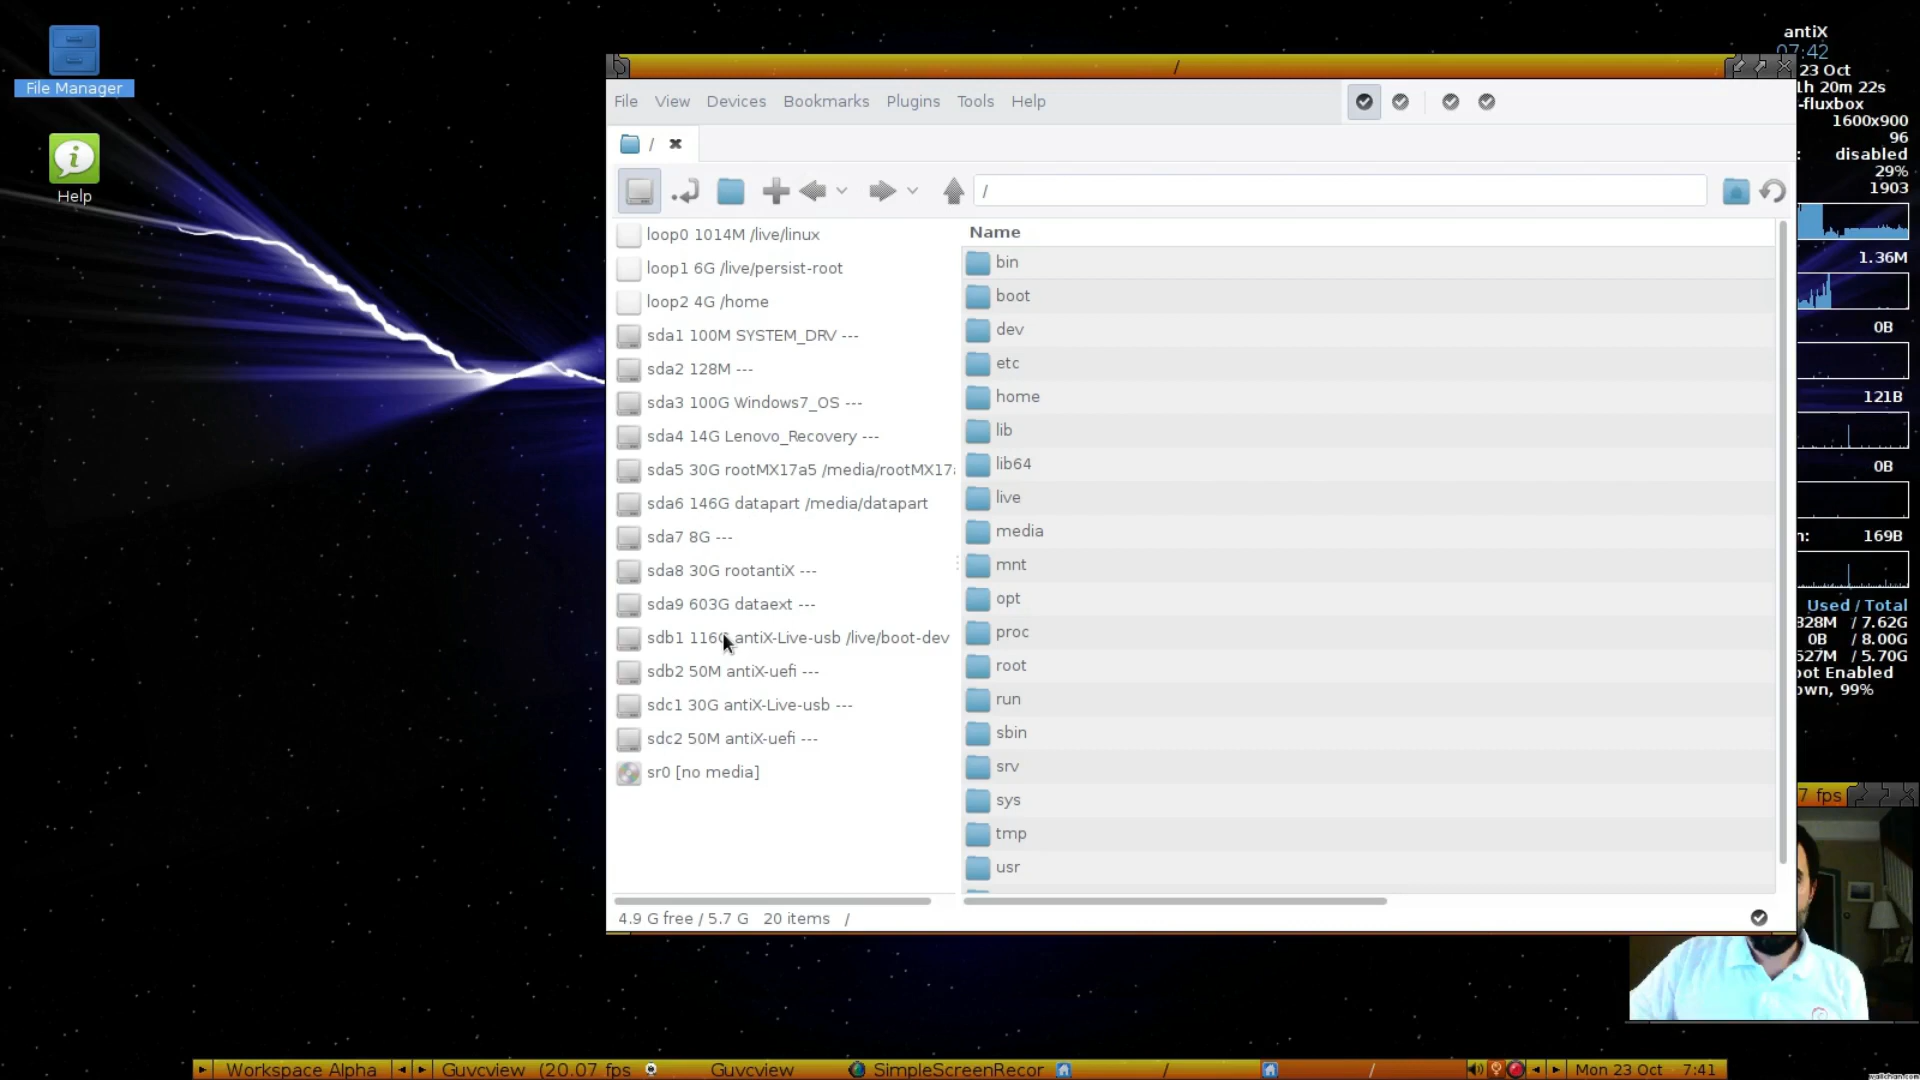 File Manager
Help
/
File View Devices Bookmarks Plugins Tools Help
/
/
loop0 1014M /live/linux
loop1 6G /live/persist-root
loop2 4G /home
sda1 100M SYSTEM_DRV ---
sda2 128M ---
sda3 100G Windows7_OS ---
sda4 14G Lenovo_Recovery ---
sda5 30G rootMX17a5 /media/rootMX17
sda6 146G datapart /media/datapart
sda7 8G ---
sda8 30G rootantiX ---
sda9 603G dataext ---
sdb1 116G antiX-Live-usb /live/boot-dev
sdb2 50M antiX-uefi ---
sdc1 30G antiX-Live-usb ---
sdc2 50M antiX-uefi ---
sr0 [no media]
Name
bin
boot
dev
etc
home
lib
lib64
live
media
mnt
opt
proc
root
run
sbin
srv
sys
tmp
usr
4.9 G free / 5.7 G 20 items /
antiX
07:42
23 Oct
1h 20m 22s
-fluxbox
1600x900
96
: disabled
29%
1903
1.36M
0B
121B
0B
: 169B
Used / Total
828M / 7.62G
0B / 8.00G
527M / 5.70G
oot Enabled
own, 99%
7 fps
Workspace Alpha Guvcview (20.07 fps Guvcview SimpleScreenRecor / / Mon 23 Oct 7:41